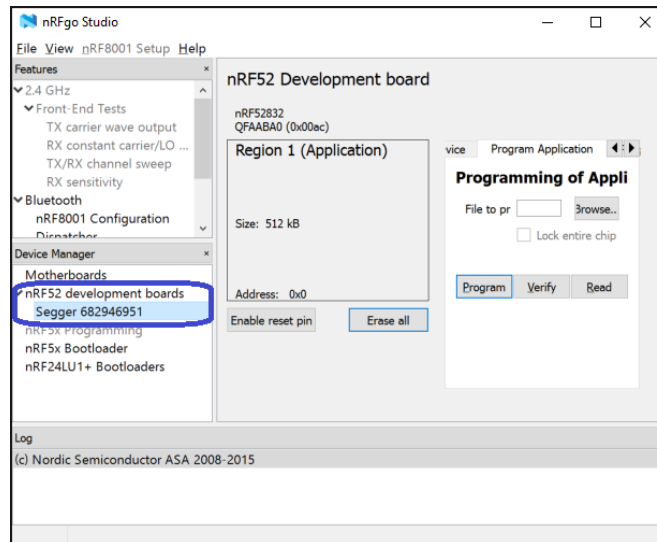 nRFgo Studio
File View nRF8001 Setup Help
Features
2.4 GHz
Front-End Tests
TX carrier wave output
RX constant carrier/LO ...
TX/RX channel sweep
RX sensitivity
Bluetooth
nRF8001 Configuration
Dispatcher
Device Manager
Motherboards
nRF52 development boards
Segger 682946951
nRF5x Programming
nRF5x Bootloader
nRF24LU1+ Bootloaders
nRF52 Development board
nRF52832
QFAABA0 (0x00ac)
Region 1 (Application)
Size: 512 kB
Address: 0x0
Enable reset pin Erase all
vice Program Application
Programming of Appli
File to pr 3rowse..
Lock entire chip
Program Verify Read
Log
(c) Nordic Semiconductor ASA 2008-2015